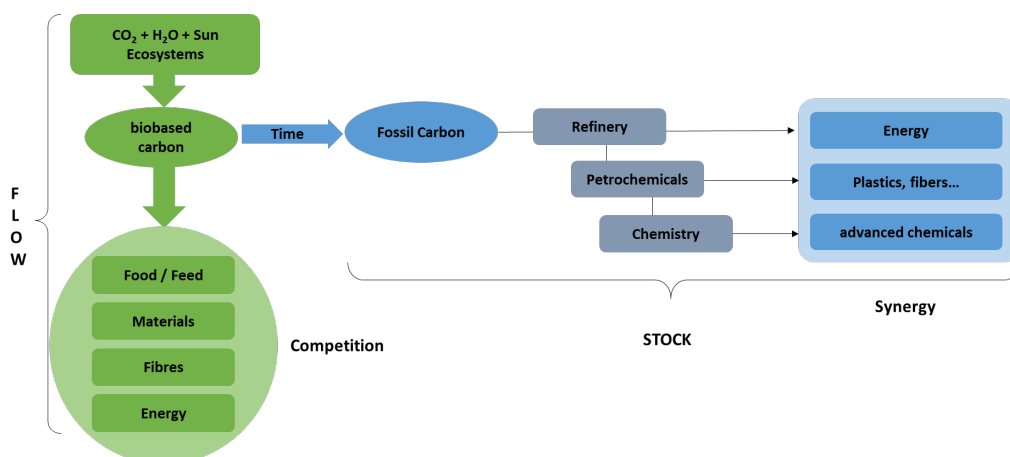 CO₂ + H₂O + Sun
Ecosystems
biobased
carbon
Time
Fossil Carbon
Refinery
Petrochemicals
Chemistry
Energy
Plastics, fibers...
advanced chemicals
F
L
O
W
Food / Feed
Materials
Fibres
Energy
Competition
STOCK
Synergy